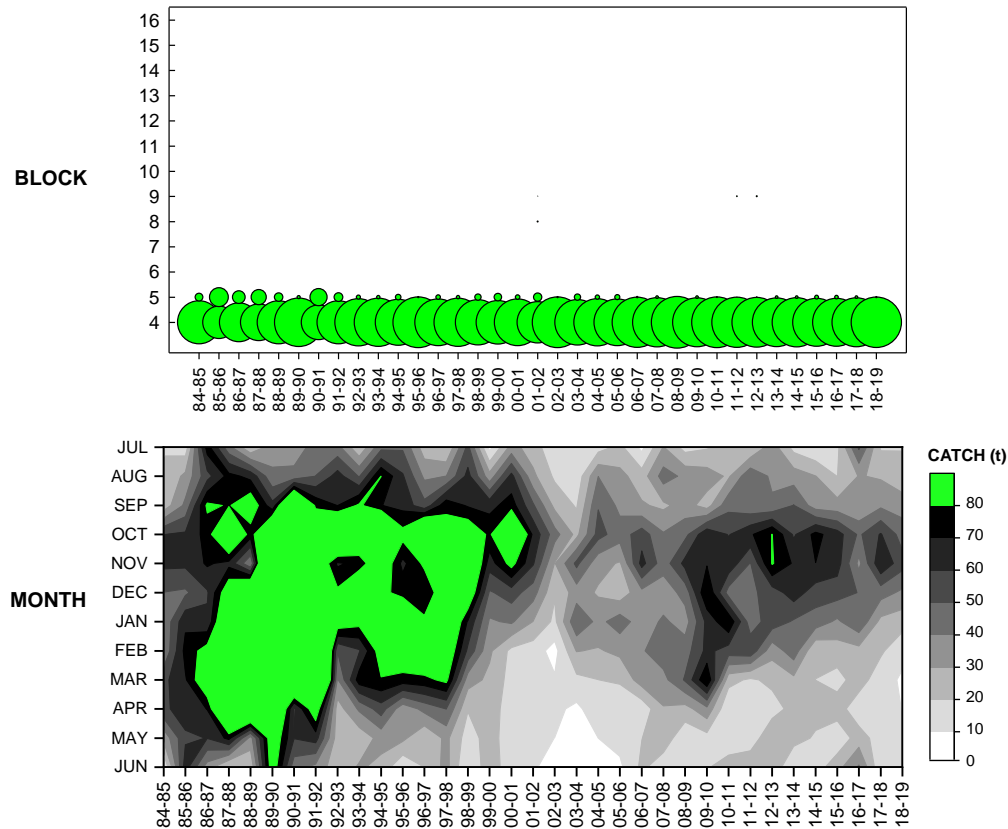 BLOCK
16
15
14
13
12
11
10
9
8
7
6
5
4
84-85 85-86 86-87 87-88 88-89 89-90 90-91 91-92 92-93 93-94 94-95 95-96 96-97 97-98 98-99 99-00 00-01 01-02 02-03 03-04 04-05 05-06 06-07 07-08 08-09 09-10 10-11 11-12 12-13 13-14 14-15 15-16 16-17 17-18 18-19
MONTH
JUL
AUG
SEP
OCT
NOV
DEC
JAN
FEB
MAR
APR
MAY
JUN
84-85 85-86 86-87 87-88 88-89 89-90 90-91 91-92 92-93 93-94 94-95 95-96 96-97 97-98 98-99 99-00 00-01 01-02 02-03 03-04 04-05 05-06 06-07 07-08 08-09 09-10 10-11 11-12 12-13 13-14 14-15 15-16 16-17 17-18 18-19
CATCH (t)
80
70
60
50
40
30
20
10
0